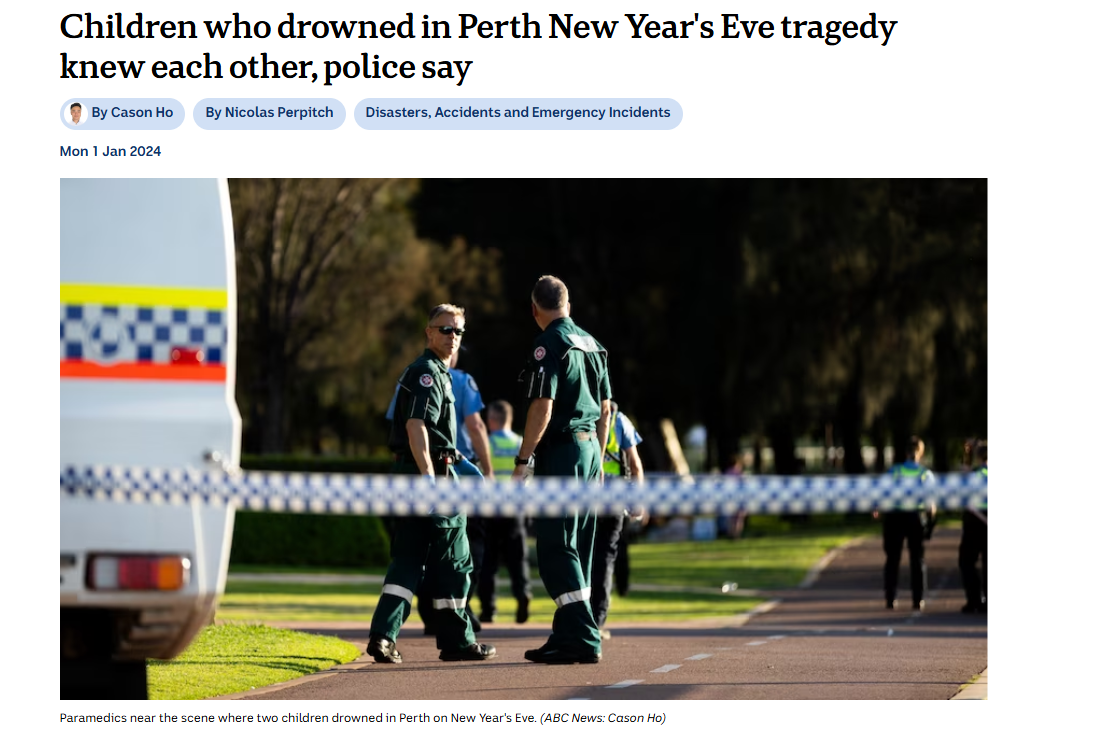 Children who drowned in Perth New Year's Eve tragedy
knew each other, police say
By Cason Ho
By Nicolas Perpitch
Disasters, Accidents and Emergency Incidents
Mon 1 Jan 2024
Paramedics near the scene where two children drowned in Perth on New Year's Eve. (ABC News: Cason Ho)